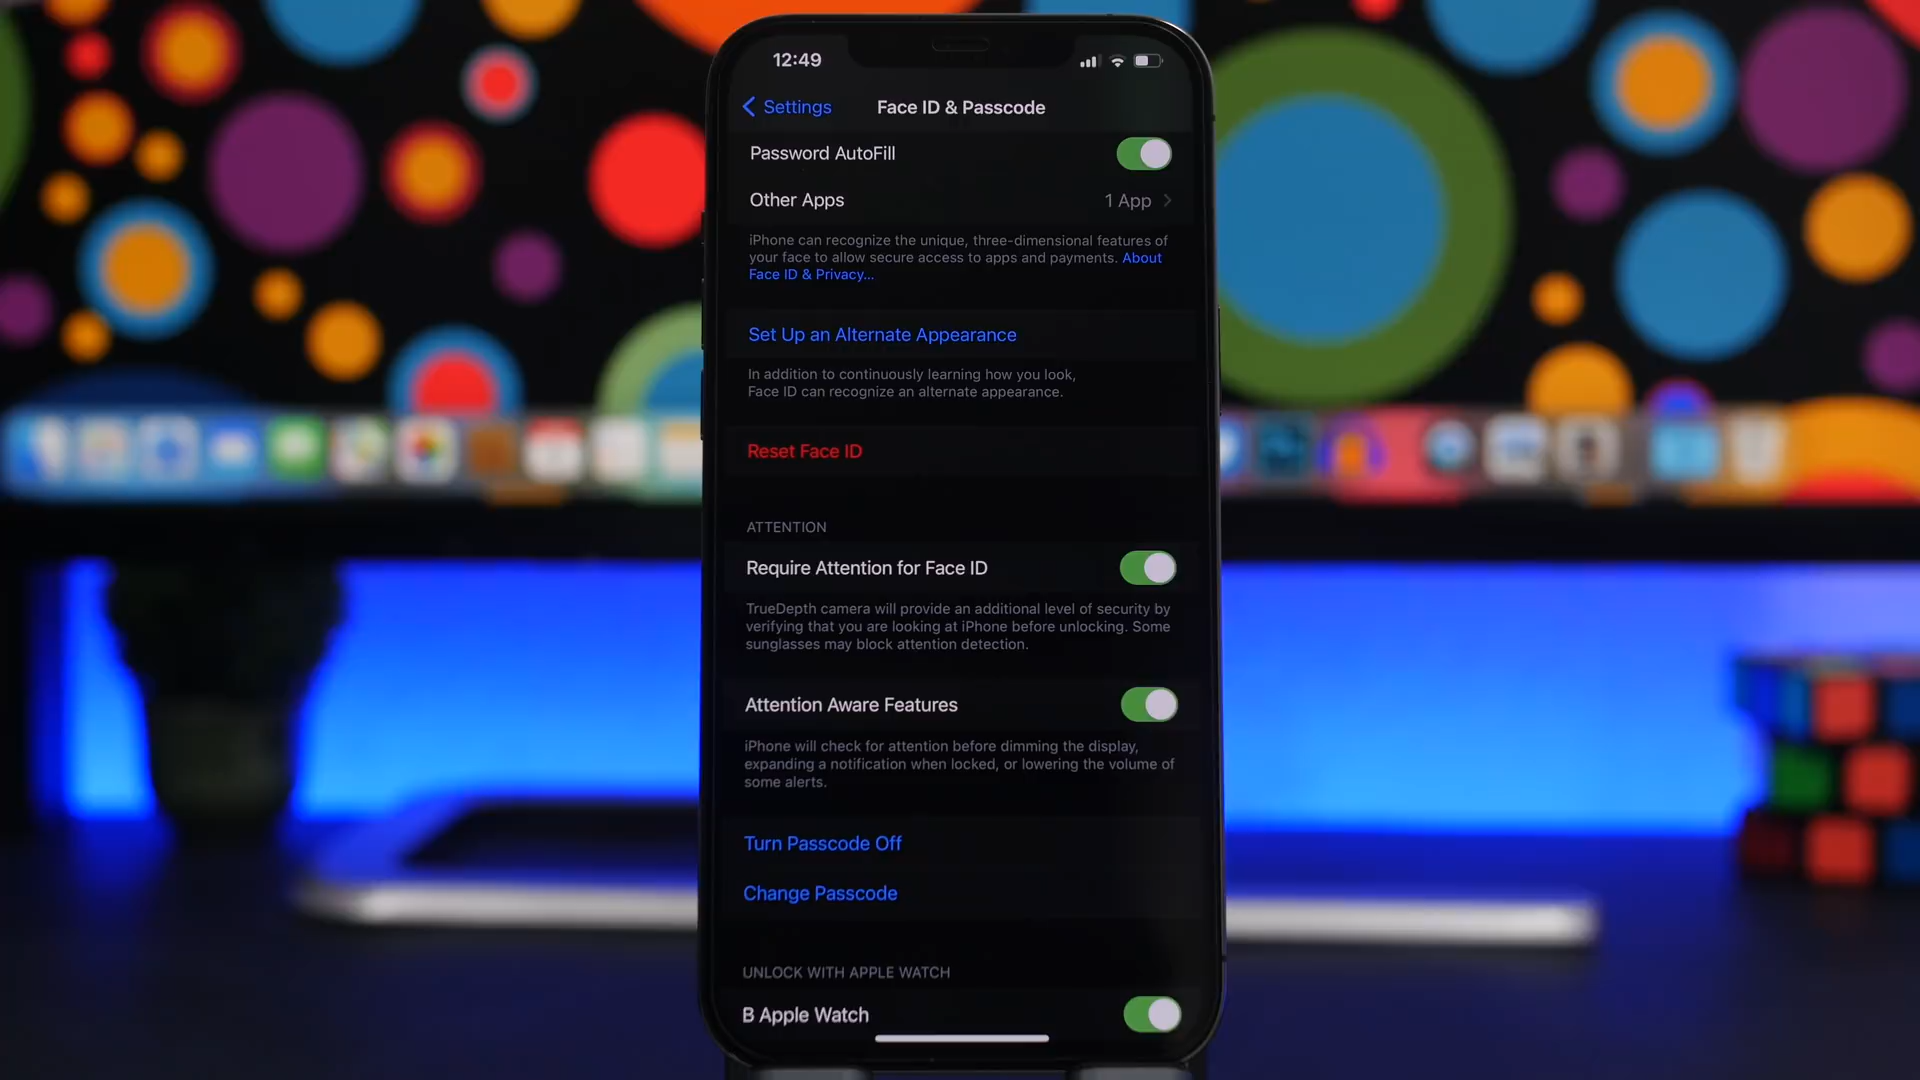 12:49
Settings
Face ID & Passcode
Password AutoFill
Other Apps
1 App
iPhone can recognize the unique, three-dimensional features of
your face to allow secure access to apps and payments. About
Face ID & Privacy...
Set Up an Alternate Appearance
In addition to continuously learning how you look,
Face ID can recognize an alternate appearance.
Reset Face ID
ATTENTION
Require Attention for Face ID
TrueDepth camera will provide an additional level of security by
verifying that you are looking at iPhone before unlocking. Some
sunglasses may block attention detection.
Attention Aware Features
iPhone will check for attention before dimming the display,
expanding a notification when locked, or lowering the volume of
some alerts.
Turn Passcode Off
Change Passcode
UNLOCK WITH APPLE WATCH
B Apple Watch